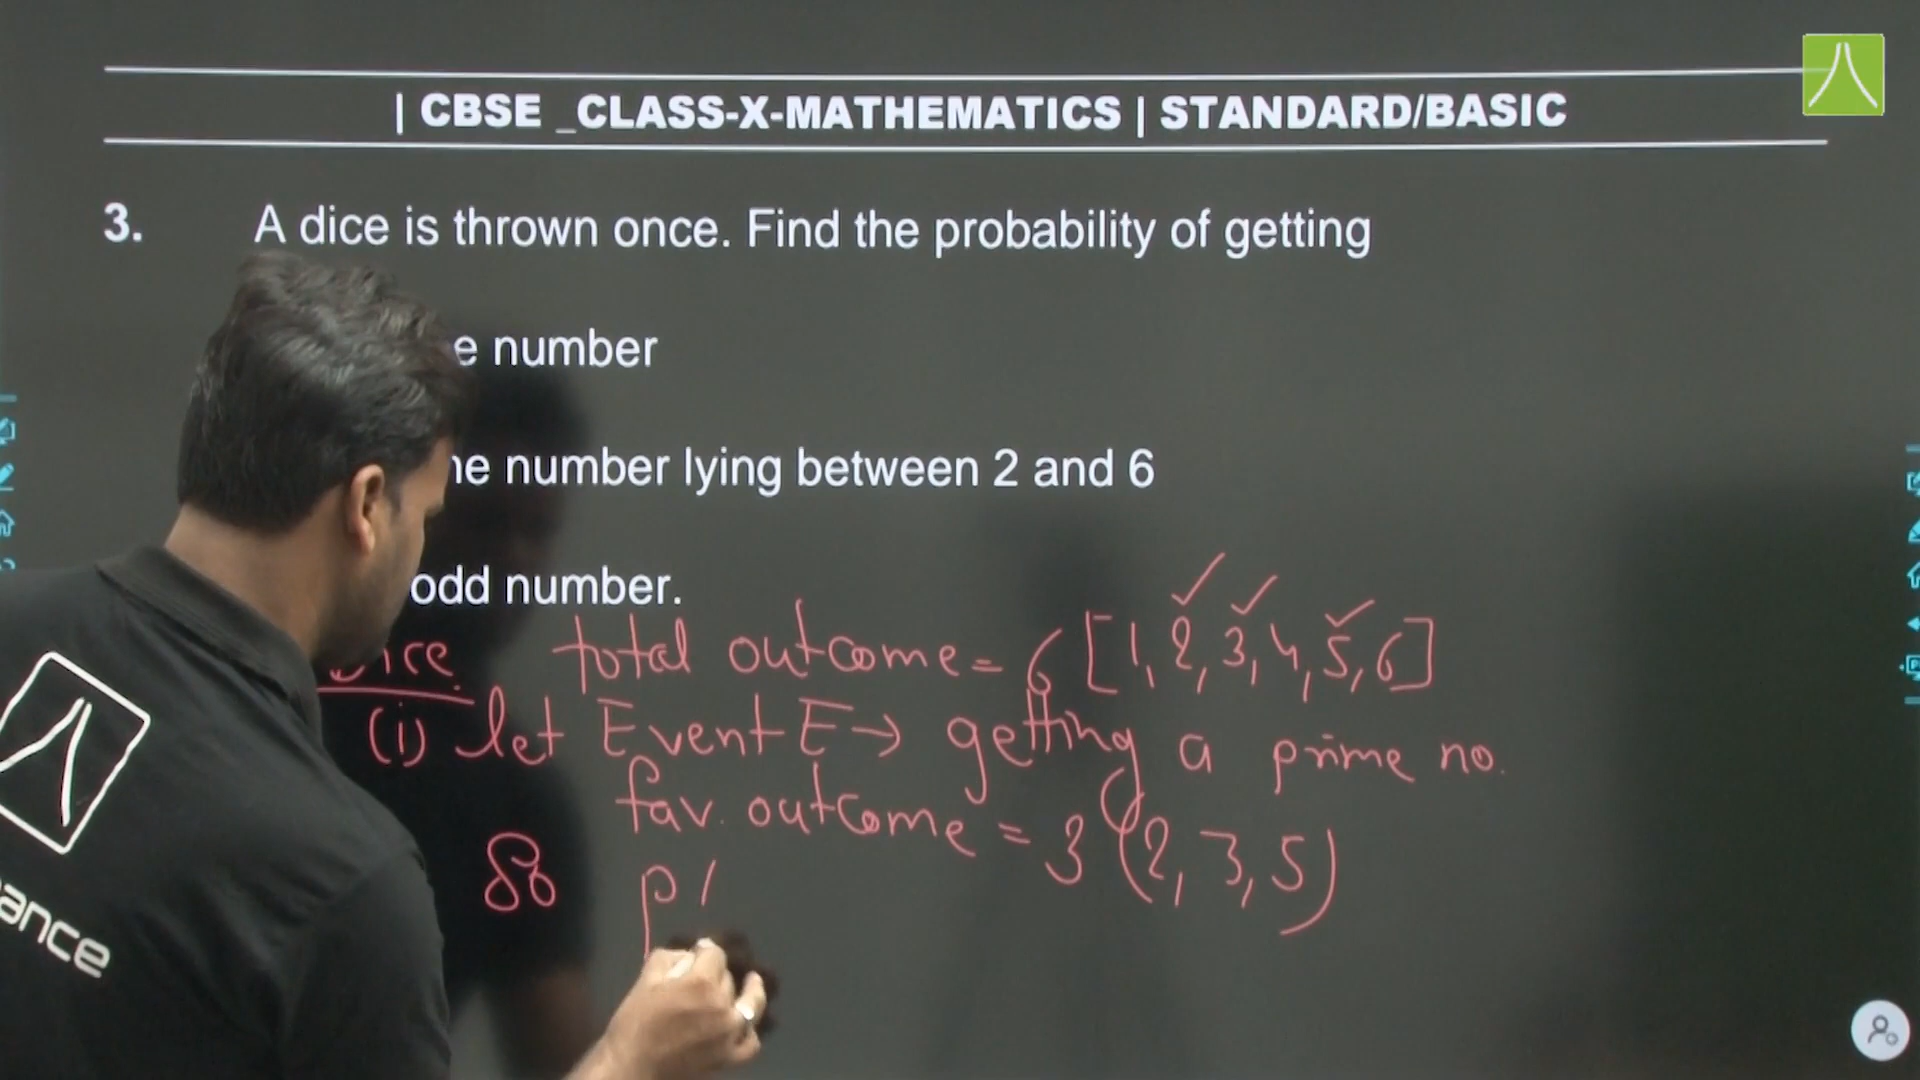 | CBSE _CLASS-X-MATHEMATICS | STANDARD/BASIC
3. A dice is thrown once. Find the probability of getting
e number
ne number lying between 2 and 6
odd number.
Dice total outcome = 6 [1, 2, 3, 4, 5, 6]
(i) let Event E → getting a prime no.
fav. outcome = 3 (2, 3, 5)
So P(
ance